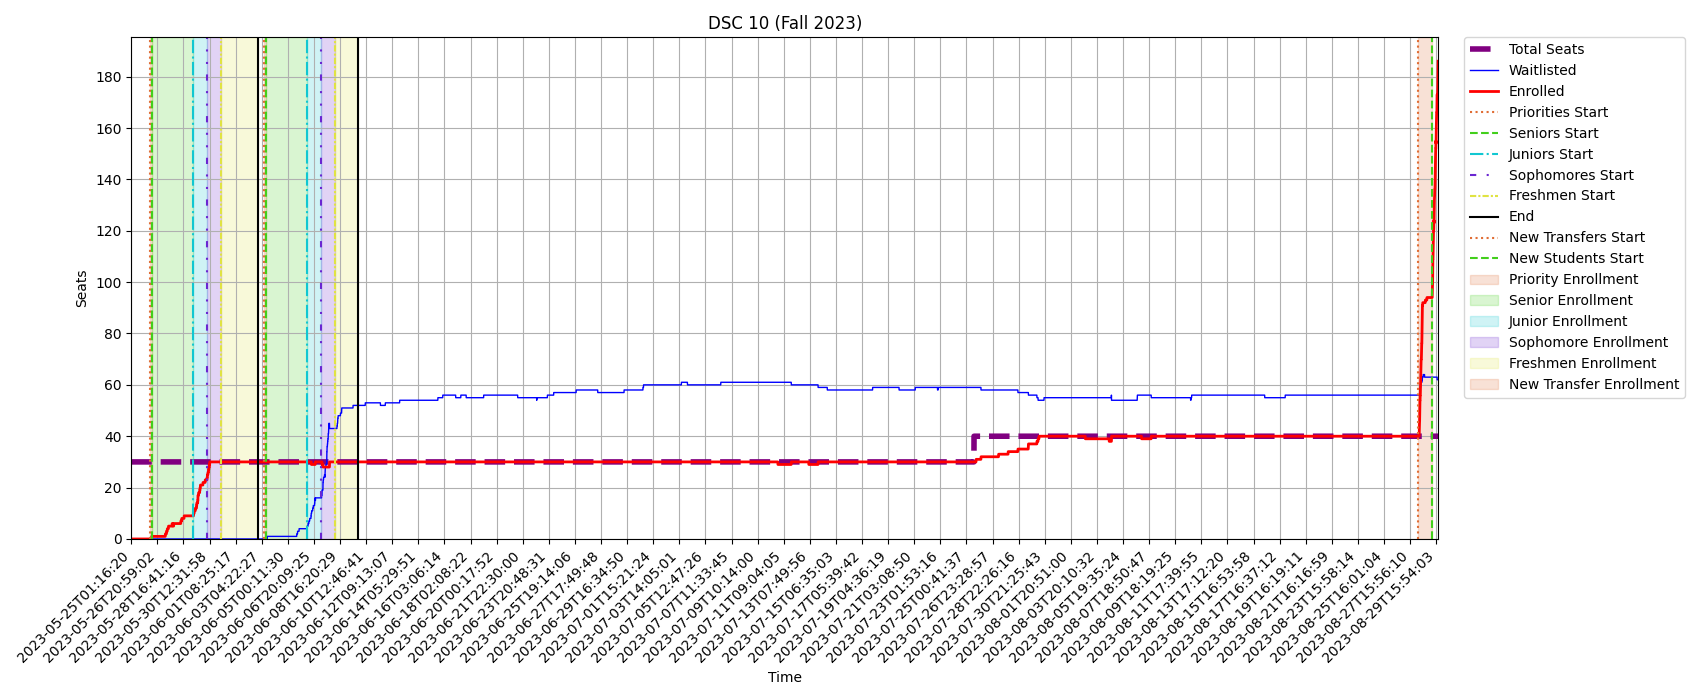 DSC 10 (Fall 2023)
Seats
180
160
140
120
100
80
60
40
20
0
2023-05-25T01:16:20
2023-05-26T20:59:02
2023-05-28T16:41:16
2023-05-30T12:31:58
2023-06-01T08:25:17
2023-06-03T04:22:27
2023-06-05T00:11:30
2023-06-06T20:09:25
2023-06-08T16:20:29
2023-06-10T12:46:41
2023-06-12T09:13:07
2023-06-14T05:29:51
2023-06-16T03:06:14
2023-06-18T02:08:22
2023-06-20T00:17:52
2023-06-21T22:30:00
2023-06-23T20:48:31
2023-06-25T19:14:06
2023-06-27T17:49:48
2023-06-29T16:34:50
2023-07-01T15:21:24
2023-07-03T14:05:01
2023-07-05T12:47:26
2023-07-07T11:33:45
2023-07-09T10:14:00
2023-07-11T09:04:05
2023-07-13T07:49:56
2023-07-15T06:35:03
2023-07-17T05:39:42
2023-07-19T04:36:19
2023-07-21T03:08:50
2023-07-23T01:53:16
2023-07-25T00:41:37
2023-07-26T23:28:57
2023-07-28T22:26:16
2023-07-30T21:25:43
2023-08-01T20:51:00
2023-08-03T20:10:32
2023-08-05T19:35:24
2023-08-07T18:50:47
2023-08-09T18:19:25
2023-08-11T17:39:55
2023-08-13T17:12:20
2023-08-15T16:53:58
2023-08-17T16:37:12
2023-08-19T16:19:11
2023-08-21T16:16:59
2023-08-23T15:58:14
2023-08-25T16:01:04
2023-08-27T15:56:10
2023-08-29T15:54:03
Time
Total Seats
Waitlisted
Enrolled
Priorities Start
Seniors Start
Juniors Start
Sophomores Start
Freshmen Start
End
New Transfers Start
New Students Start
Priority Enrollment
Senior Enrollment
Junior Enrollment
Sophomore Enrollment
Freshmen Enrollment
New Transfer Enrollment